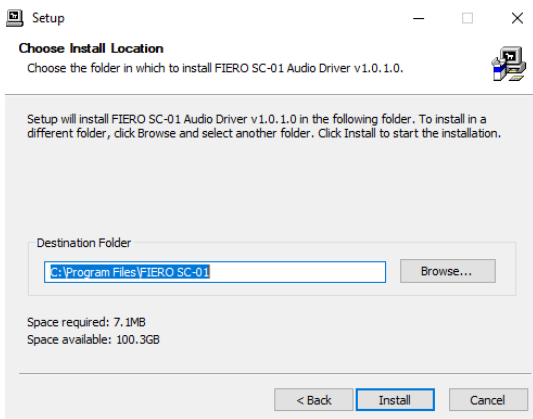 Setup
Choose Install Location
Choose the folder in which to install FIERO SC-01 Audio Driver v1.0.1.0.
Setup will install FIERO SC-01 Audio Driver v1.0.1.0 in the following folder. To install in a
different folder, click Browse and select another folder. Click Install to start the installation.
Destination Folder
C:\Program Files\FIERO SC-01
Browse...
Space required: 7.1MB
Space available: 100.3GB
< Back
Install
Cancel